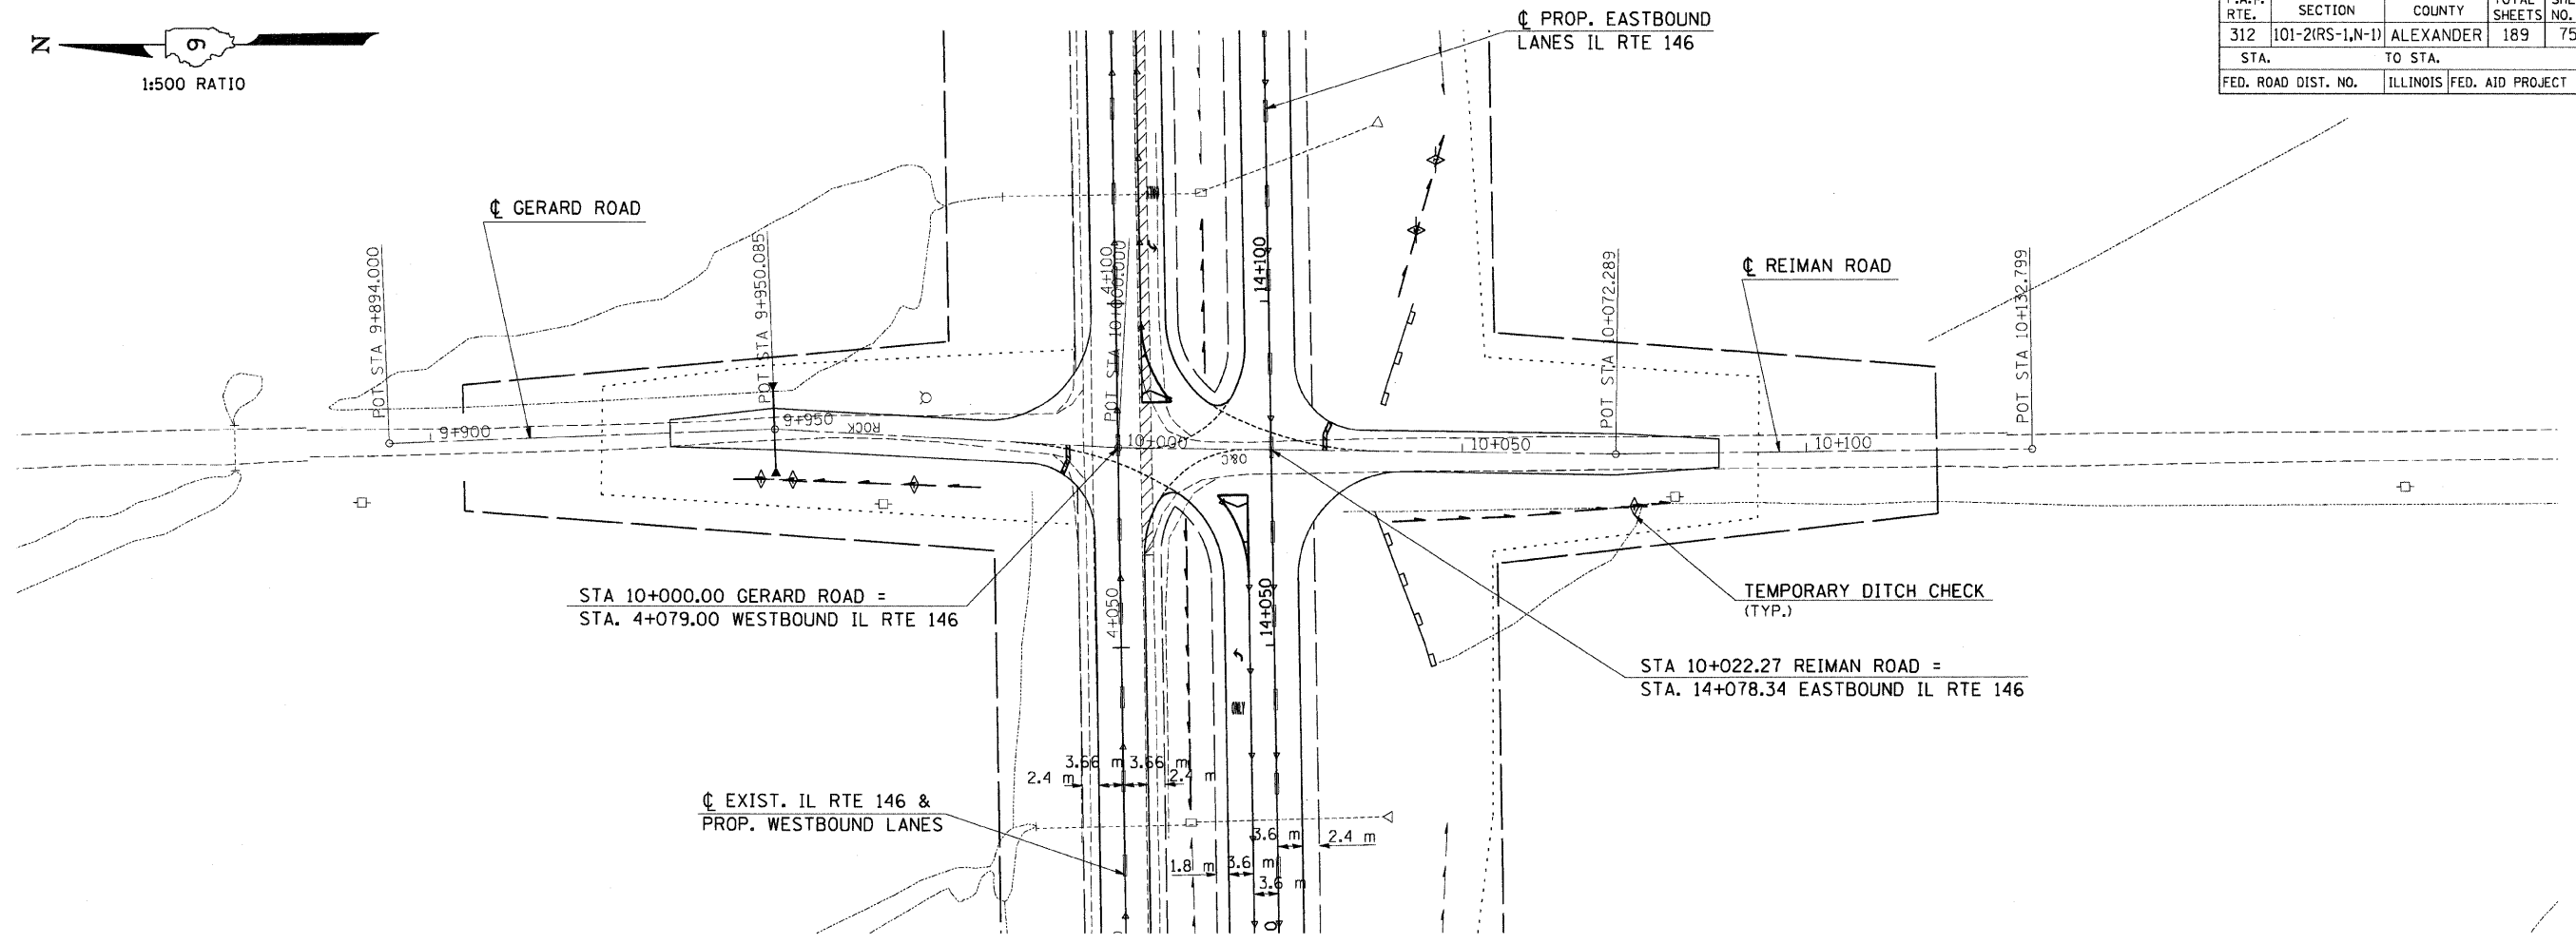 N
9
1:500 RATIO
RTE. SECTION COUNTY SHEETS NO.
312 101-2(RS-1,N-1) ALEXANDER 189 75
STA. TO STA.
FED. ROAD DIST. NO. ILLINOIS FED. AID PROJECT
℄ PROP. EASTBOUND
LANES IL RTE 146
℄ GERARD ROAD
℄ REIMAN ROAD
POT STA 9+894.000
POT STA 9+950.085
4+100
POT STA 10+000.000
14+100
POT STA 10+072.289
POT STA 10+132.799
9+900
9+950
ROCK
10+000
O&C
10+050
10+100
STA 10+000.00 GERARD ROAD =
STA. 4+079.00 WESTBOUND IL RTE 146
4+050
14+050
TEMPORARY DITCH CHECK
(TYP.)
STA 10+022.27 REIMAN ROAD =
STA. 14+078.34 EASTBOUND IL RTE 146
ONLY
3.66 m 3.66 m
2.4 m 2.4 m
℄ EXIST. IL RTE 146 &
PROP. WESTBOUND LANES
3.6 m 2.4 m
1.8 m 3.6 m
3.6 m